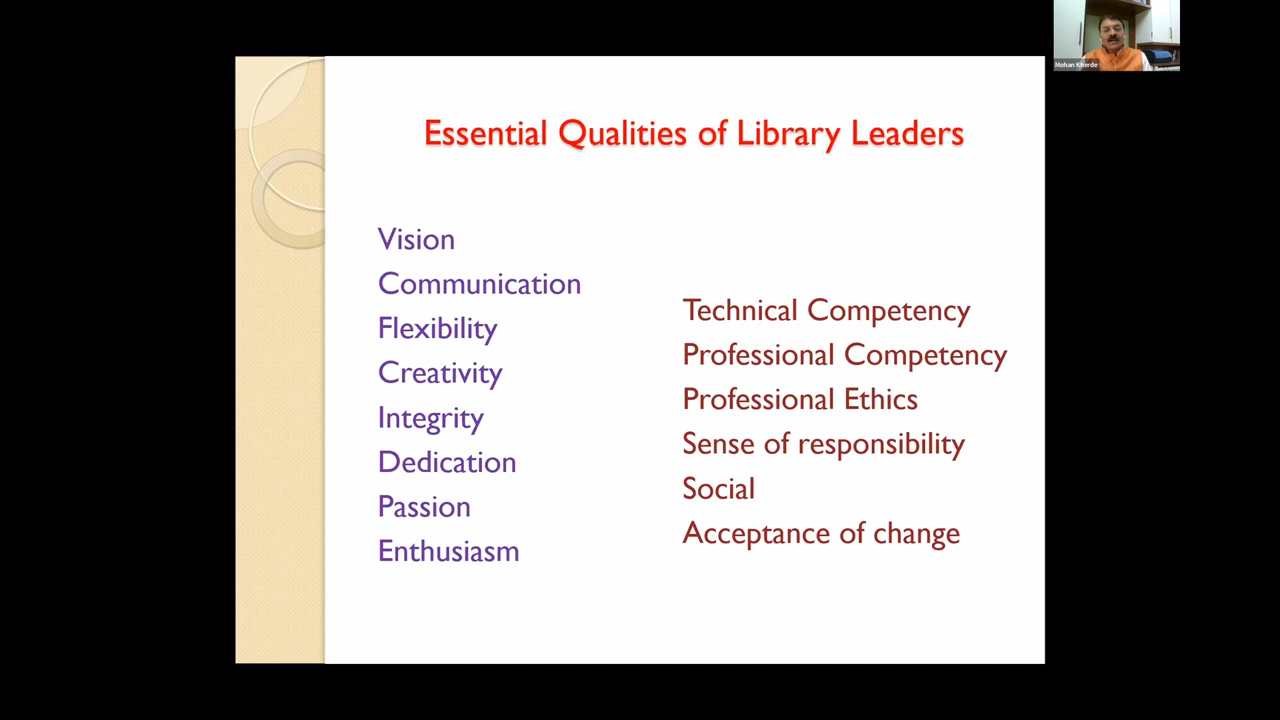 Essential Qualities of Library Leaders
Vision
Communication
Flexibility
Creativity
Integrity
Dedication
Passion
Enthusiasm
Technical Competency
Professional Competency
Professional Ethics
Sense of responsibility
Social
Acceptance of change
Mohan Kherde